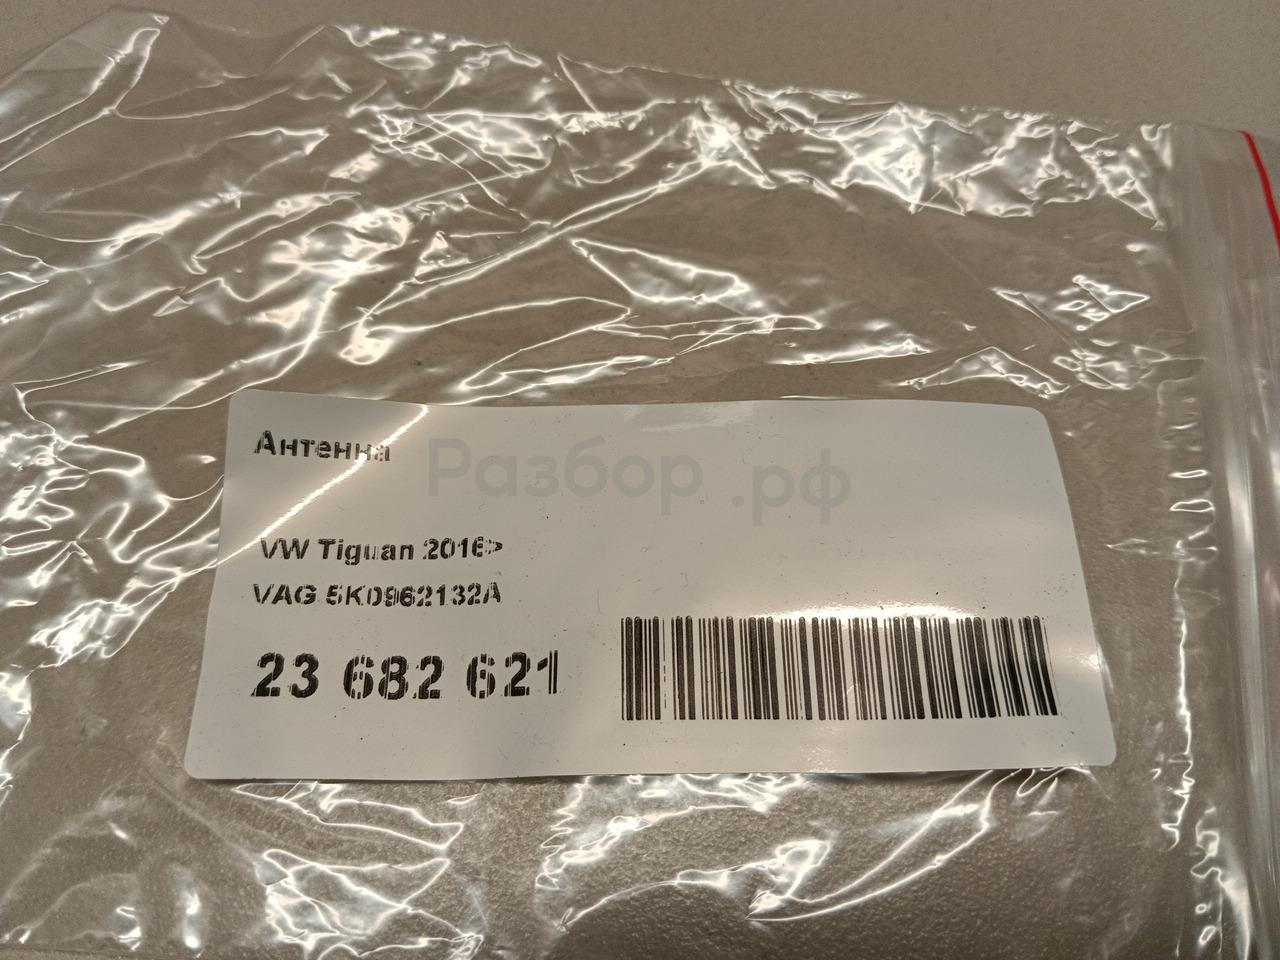 Антенна
Разбор.рф
VW Tiguan 2016>
VAG 5K0962132A
23 682 621